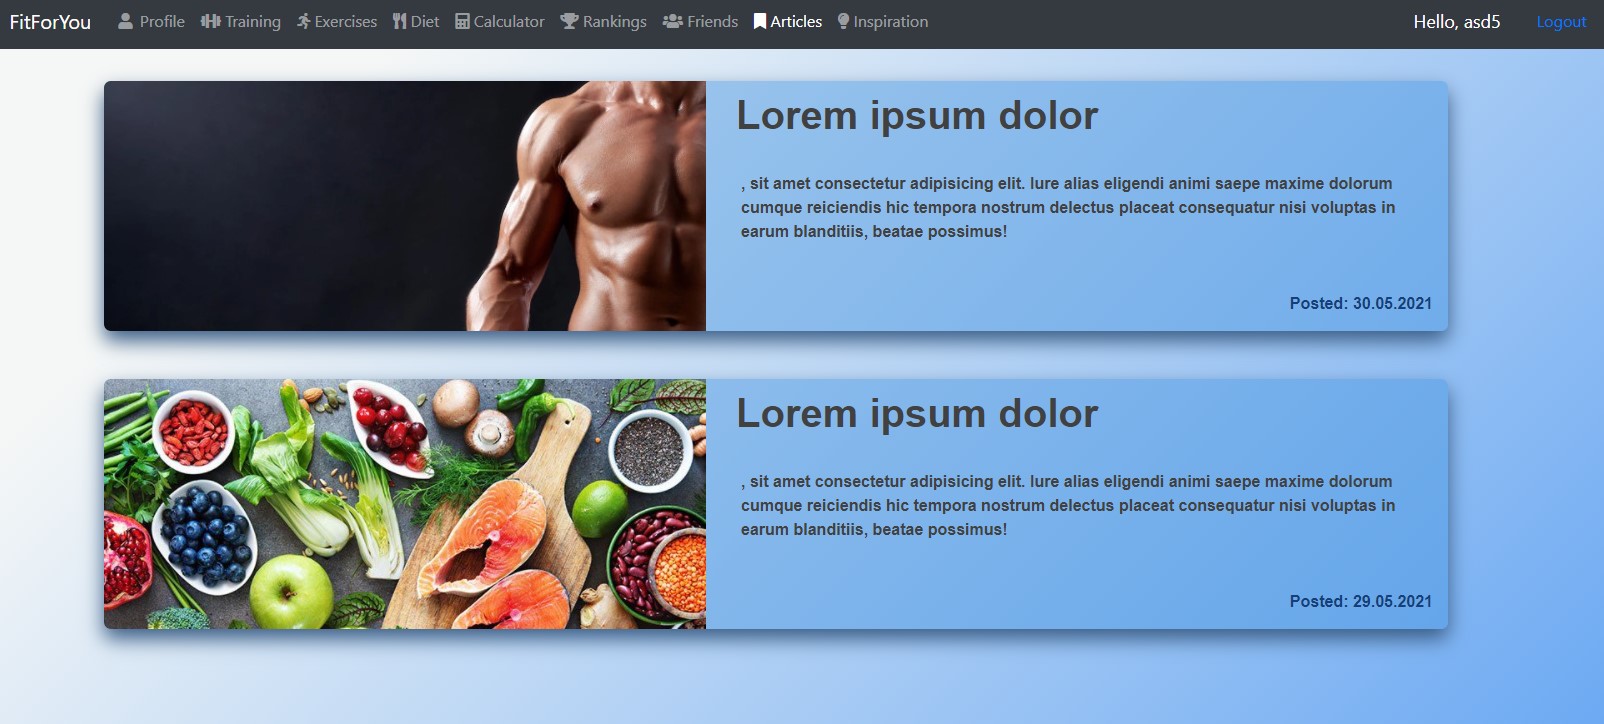 FitForYou Profile Training Exercises Diet Calculator Rankings Friends Articles Inspiration Hello, asd5 Logout
Lorem ipsum dolor
, sit amet consectetur adipisicing elit. Iure alias eligendi animi saepe maxime dolorum
cumque reiciendis hic tempora nostrum delectus placeat consequatur nisi voluptas in
earum blanditiis, beatae possimus!
Posted: 30.05.2021
Lorem ipsum dolor
, sit amet consectetur adipisicing elit. Iure alias eligendi animi saepe maxime dolorum
cumque reiciendis hic tempora nostrum delectus placeat consequatur nisi voluptas in
earum blanditiis, beatae possimus!
Posted: 29.05.2021